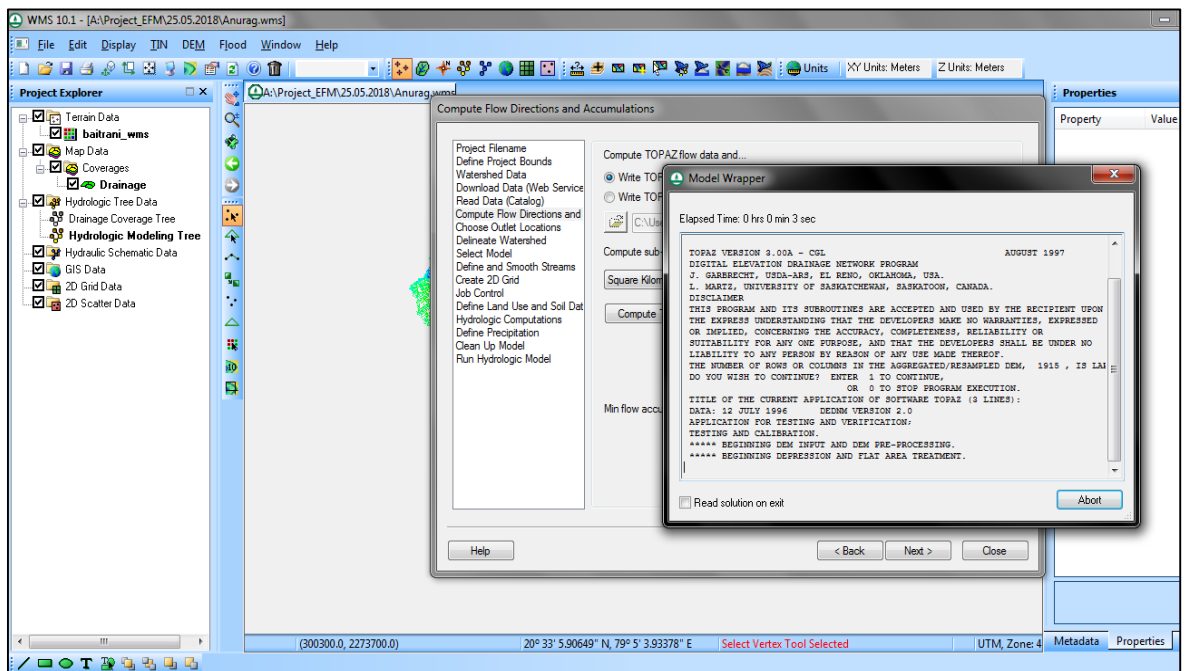 WMS 10.1 - [A:\Project_EFM\25.05.2018\Anurag.wms]
File Edit Display TIN DEM Flood Window Help
Units XY Units: Meters Z Units: Meters
Project Explorer
Terrain Data
baitrani_wms
Map Data
Coverages
Drainage
Hydrologic Tree Data
Drainage Coverage Tree
Hydrologic Modeling Tree
Hydraulic Schematic Data
GIS Data
2D Grid Data
2D Scatter Data
A:\Project_EFM\25.05.2018\Anurag.wms
Compute Flow Directions and Accumulations
Project Filename
Define Project Bounds
Watershed Data
Download Data (Web Service
Read Data (Catalog)
Compute Flow Directions and
Choose Outlet Locations
Delineate Watershed
Select Model
Define and Smooth Streams
Create 2D Grid
Job Control
Define Land Use and Soil Dat
Hydrologic Computations
Define Precipitation
Clean Up Model
Run Hydrologic Model
Compute TOPAZ flow data and...
Write TOP
Write TOF
C:\Us
Compute sub-
Square Kilom
Compute
Min flow accu
Help
< Back
Next >
Close
Model Wrapper
Elapsed Time: 0 hrs 0 min 3 sec
TOPAZ VERSION 3.00A - CGL AUGUST 1997
DIGITAL ELEVATION DRAINAGE NETWORK PROGRAM
J. GARBRECHT, USDA-ARS, EL RENO, OKLAHOMA, USA.
L. MARTZ, UNIVERSITY OF SASKATCHEWAN, SASKATOON, CANADA.
DISCLAIMER
THIS PROGRAM AND ITS SUBROUTINES ARE ACCEPTED AND USED BY THE RECIPIENT UPON
THE EXPRESS UNDERSTANDING THAT THE DEVELOPERS MAKE NO WARRANTIES, EXPRESSED
OR IMPLIED, CONCERNING THE ACCURACY, COMPLETENESS, RELIABILITY OR
SUITABILITY FOR ANY ONE PURPOSE, AND THAT THE DEVELOPERS SHALL BE UNDER NO
LIABILITY TO ANY PERSON BY REASON OF ANY USE MADE THEREOF.
THE NUMBER OF ROWS OR COLUMNS IN THE AGGREGATED/RESAMPLED DEM, 1915 , IS LAR
DO YOU WISH TO CONTINUE? ENTER 1 TO CONTINUE,
OR 0 TO STOP PROGRAM EXECUTION.
TITLE OF THE CURRENT APPLICATION OF SOFTWARE TOPAZ (3 LINES):
DATA: 12 JULY 1996 DEDNM VERSION 2.0
APPLICATION FOR TESTING AND VERIFICATION;
TESTING AND CALIBRATION.
***** BEGINNING DEM INPUT AND DEM PRE-PROCESSING.
***** BEGINNING DEPRESSION AND FLAT AREA TREATMENT.
Read solution on exit
Abort
Properties
Property Value
(300300.0, 2273700.0)
20° 33' 5.90649" N, 79° 5' 3.93378" E
Select Vertex Tool Selected
UTM, Zone: 4
Metadata
Properties
T